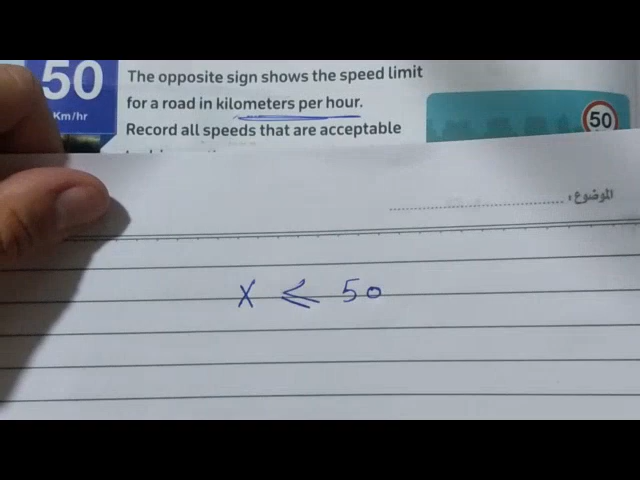 50
Km/hr
The opposite sign shows the speed limit
for a road in kilometers per hour.
Record all speeds that are acceptable
50
الموضوع:
X ≤ 50